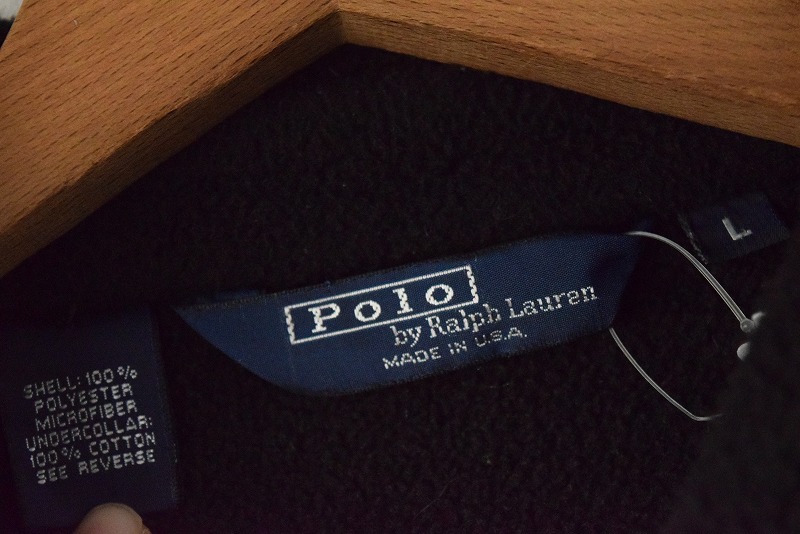 L
Polo
by Ralph Lauren
MADE IN U.S.A.
SHELL: 100%
POLYESTER
MICROFIBER
UNDERCOLLAR:
100% COTTON
SEE REVERSE